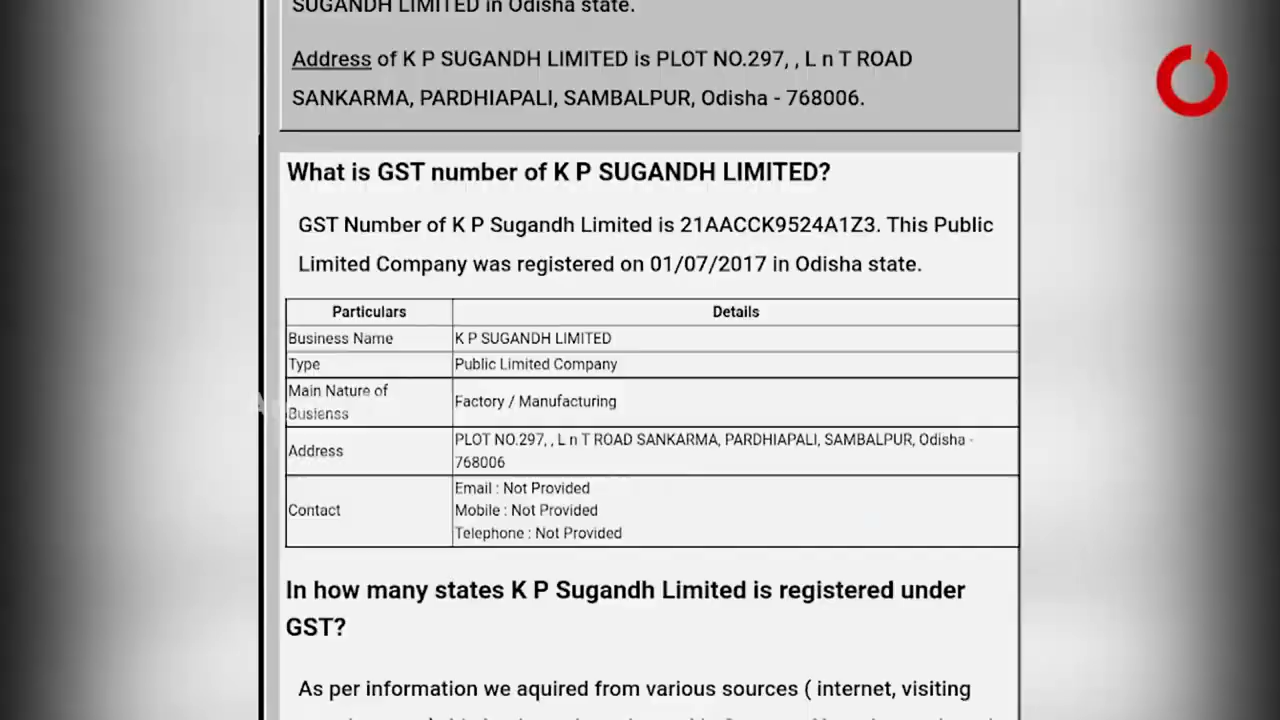 SUGANDH LIMITED in Odisha state.
Address of K P SUGANDH LIMITED is PLOT NO.297, , L n T ROAD
SANKARMA, PARDHIAPALI, SAMBALPUR, Odisha - 768006.
What is GST number of K P SUGANDH LIMITED?
GST Number of K P Sugandh Limited is 21AACCK9524A1Z3. This Public
Limited Company was registered on 01/07/2017 in Odisha state.
Particulars Details
Business Name K P SUGANDH LIMITED
Type Public Limited Company
Main Nature of
Busienss
Factory / Manufacturing
Address
PLOT NO.297, , L n T ROAD SANKARMA, PARDHIAPALI, SAMBALPUR, Odisha -
768006
Contact
Email : Not Provided
Mobile : Not Provided
Telephone : Not Provided
In how many states K P Sugandh Limited is registered under
GST?
As per information we aquired from various sources ( internet, visiting